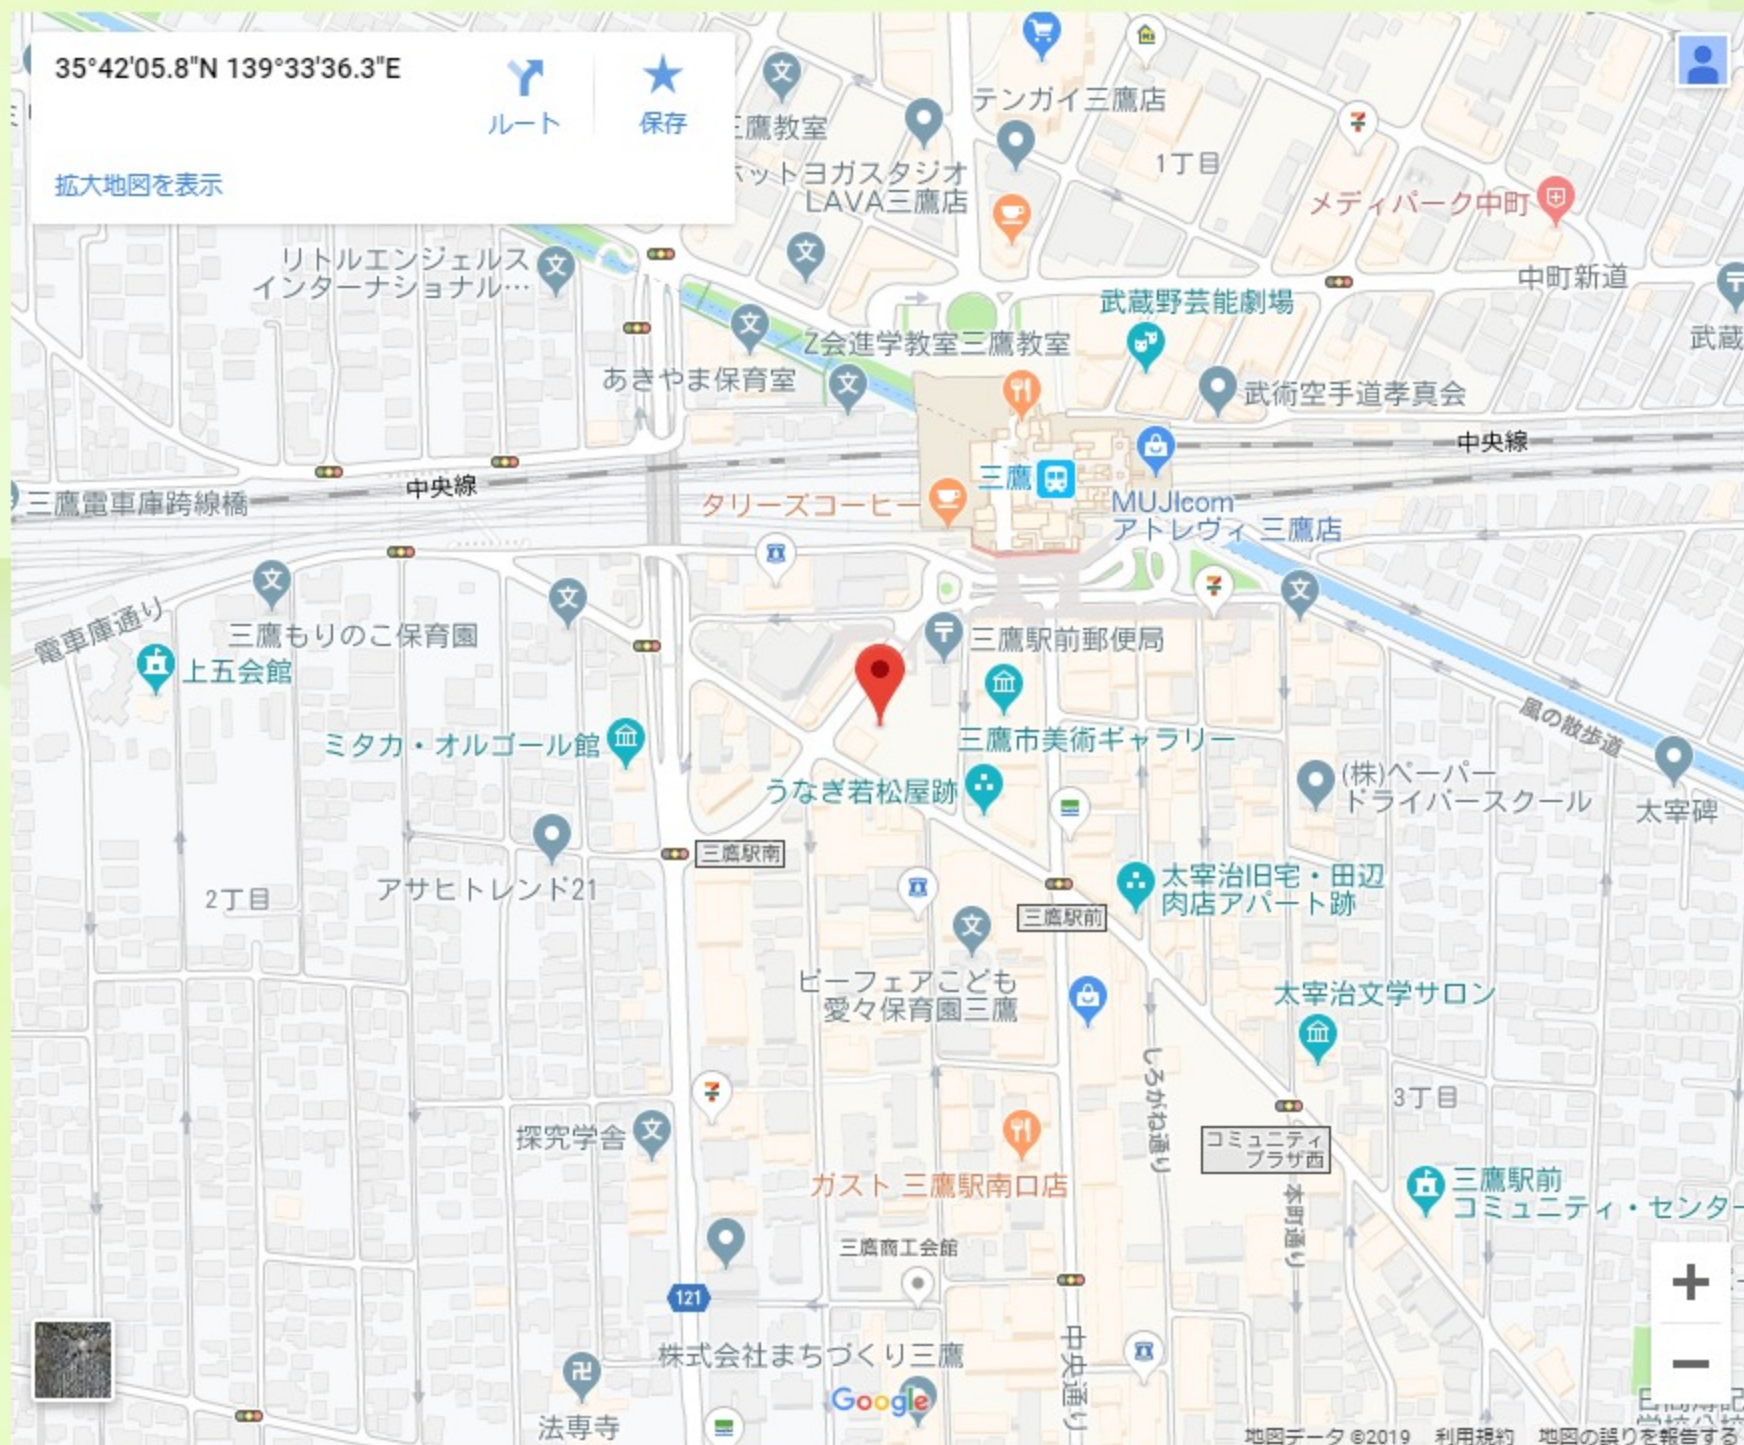 35°42'05.8"N 139°33'36.3"E
ルート
保存
拡大地図を表示
テンガイ三鷹店
三鷹教室
1丁目
ホットヨガスタジオ
LAVA三鷹店
メディパーク中町
リトルエンジェルス
インターナショナル…
中町新道
武蔵野芸能劇場
Z会進学教室三鷹教室
武蔵
あきやま保育室
武術空手道孝真会
中央線
中央線
三鷹
三鷹電車庫跨線橋
タリーズコーヒー
MUJIcom
アトレヴィ 三鷹店
電車庫通り
三鷹もりのこ保育園
三鷹駅前郵便局
上五会館
風の散歩道
ミタカ・オルゴール館
三鷹市美術ギャラリー
うなぎ若松屋跡
(株)ペーパー
ドライバースクール
太宰碑
三鷹駅南
アサヒトレンド21
2丁目
太宰治旧宅・田辺
肉店アパート跡
三鷹駅前
ピーフェアこども
愛々保育園三鷹
太宰治文学サロン
しろがね通り
3丁目
探究学舎
コミュニティ
プラザ西
ガスト 三鷹駅南口店
三鷹駅前
コミュニティ・センター
本町通り
三鷹商工会館
121
株式会社まちづくり三鷹
中央通り
Google
法専寺
地図データ ©2019
利用規約
地図の誤りを報告する